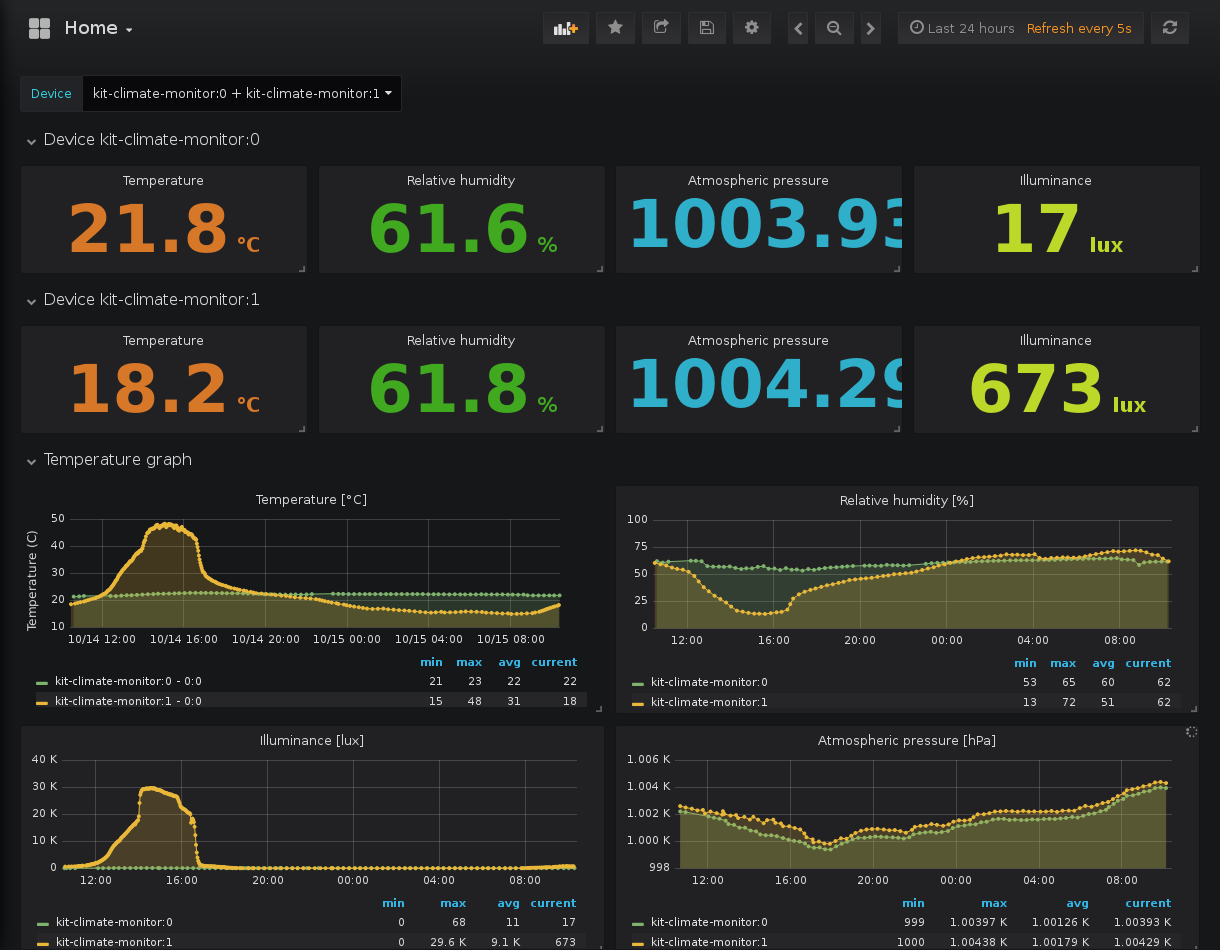 Home
Last 24 hours Refresh every 5s
Device kit-climate-monitor:0 + kit-climate-monitor:1
Device kit-climate-monitor:0
Temperature Relative humidity Atmospheric pressure Illuminance
21.8 °C 61.6 % 1003.93 17 lux
Device kit-climate-monitor:1
Temperature Relative humidity Atmospheric pressure Illuminance
18.2 °C 61.8 % 1004.29 673 lux
Temperature graph
Temperature [°C]
Temperature (C)
50
40
30
20
10
10/14 12:00 10/14 16:00 10/14 20:00 10/15 00:00 10/15 04:00 10/15 08:00
min max avg current
kit-climate-monitor:0 - 0:0 21 23 22 22
kit-climate-monitor:1 - 0:0 15 48 31 18
Relative humidity [%]
100
75
50
25
0
12:00 16:00 20:00 00:00 04:00 08:00
min max avg current
kit-climate-monitor:0 53 65 60 62
kit-climate-monitor:1 13 72 51 62
Illuminance [lux]
40 K
30 K
20 K
10 K
0
12:00 16:00 20:00 00:00 04:00 08:00
min max avg current
kit-climate-monitor:0 0 68 11 17
kit-climate-monitor:1 0 29.6 K 9.1 K 673
Atmospheric pressure [hPa]
1.006 K
1.004 K
1.002 K
1.000 K
998
12:00 16:00 20:00 00:00 04:00 08:00
min max avg current
kit-climate-monitor:0 999 1.00397 K 1.00126 K 1.00393 K
kit-climate-monitor:1 1000 1.00438 K 1.00179 K 1.00429 K